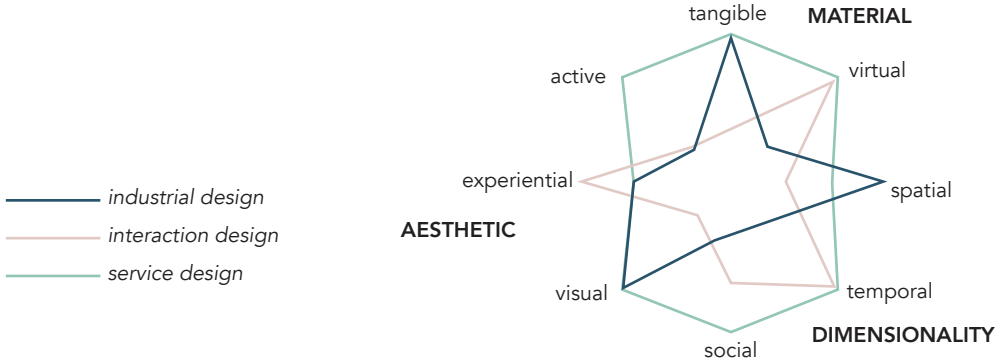 tangible
MATERIAL
active
virtual
experiential
spatial
industrial design
interaction design
AESTHETIC
service design
visual
temporal
DIMENSIONALITY
social